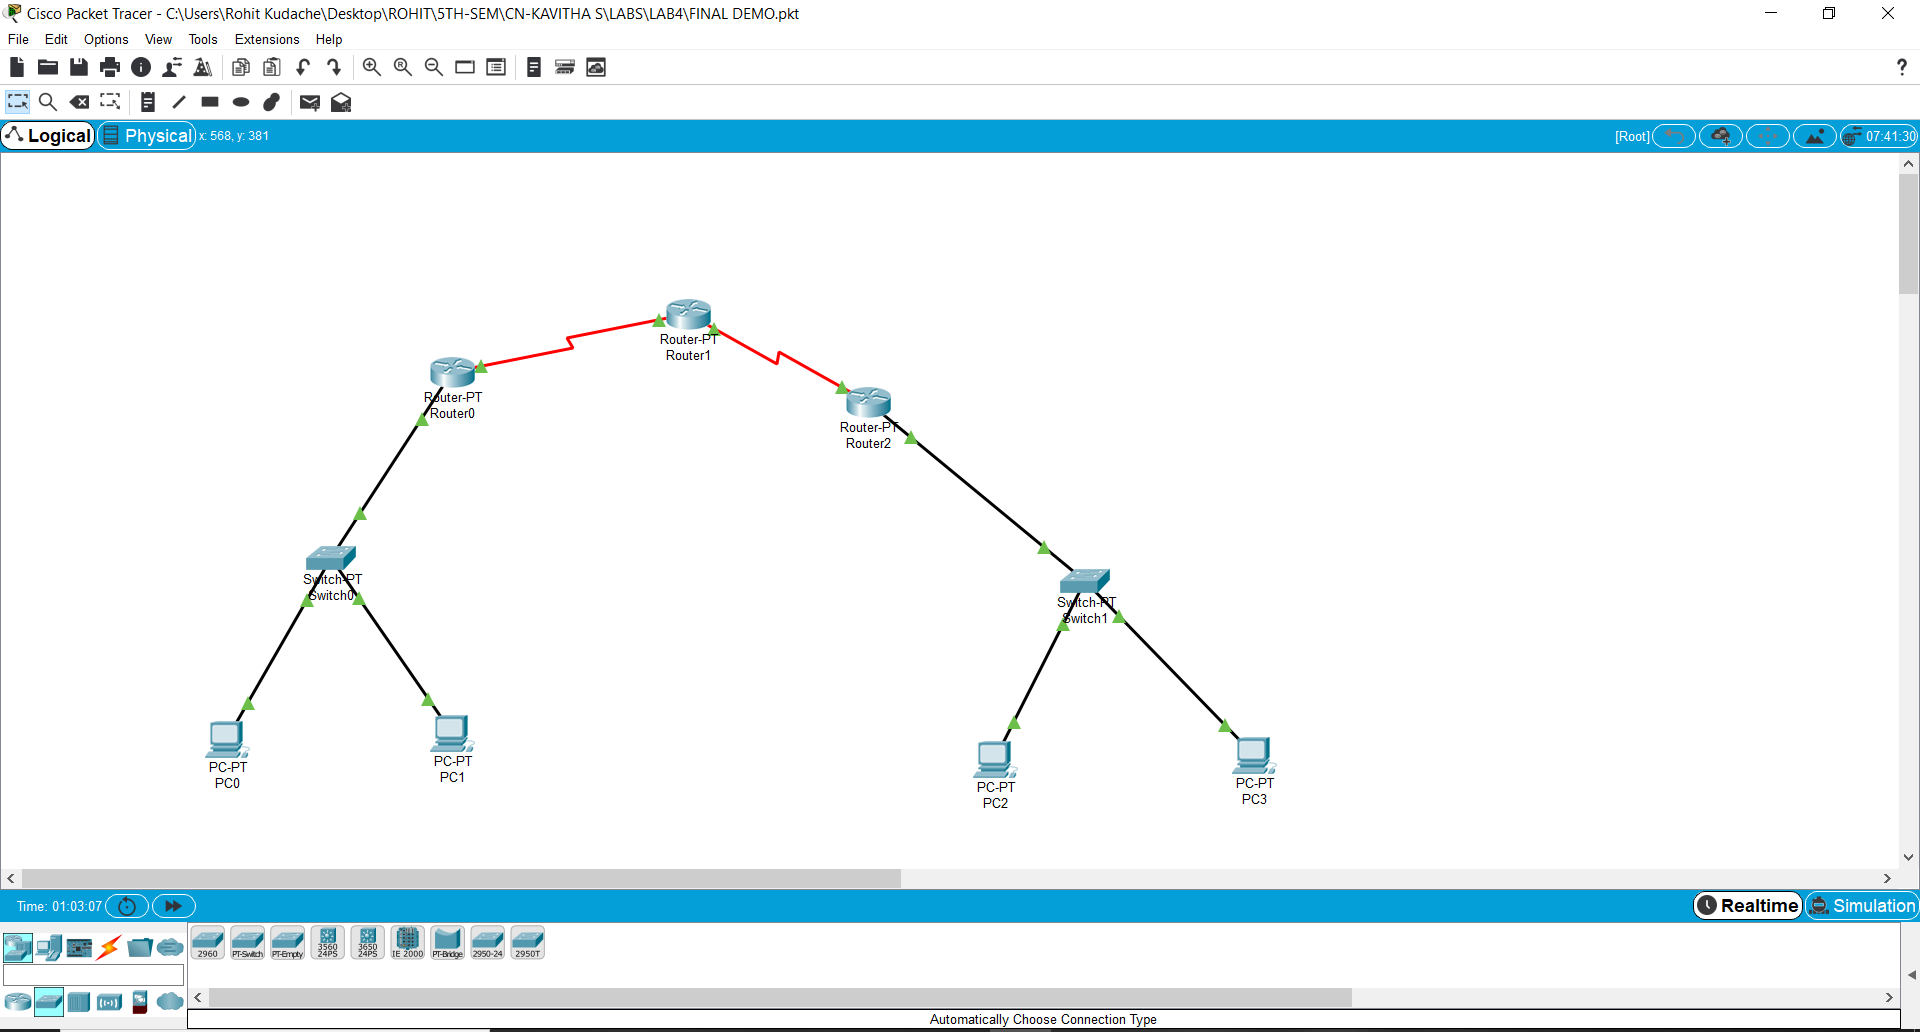 Cisco Packet Tracer - C:\Users\Rohit Kudache\Desktop\ROHIT\5TH-SEM\CN-KAVITHA S\LABS\LAB4\FINAL DEMO.pkt
File Edit Options View Tools Extensions Help
?
Logical Physical x: 568, y: 381 [Root] 07:41:30
Router-PT
Router1
Router-PT
Router0
Router-PT
Router2
Switch-PT
Switch0
Switch-PT
Switch1
PC-PT
PC0
PC-PT
PC1
PC-PT
PC2
PC-PT
PC3
Time: 01:03:07 Realtime Simulation
2960 PT-Switch PT-Empty 3560 24PS 3650 24PS IE 2000 PT-Bridge 2950-24 2950T
Automatically Choose Connection Type